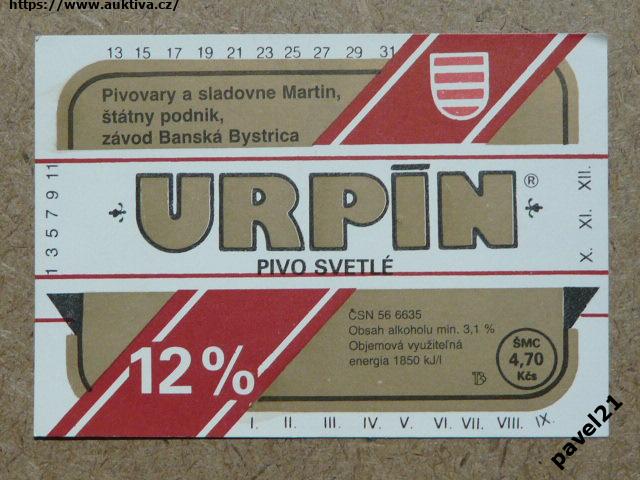 https://www.auktiva.cz/
13 15 17 19 21 23 25 27 29 31
Pivovary a sladovne Martin,
štátny podnik,
závod Banská Bystrica
1 3 5 7 9 11
URPÍN ®
PIVO SVETLÉ
X. XI. XII.
12%
ČSN 56 6635
Obsah alkoholu min. 3,1 %
Objemová využiteľná
energia 1850 kJ/l
ŠMC
4,70
Kčs
I. II. III. IV. V. VI. VII. VIII. IX.
pavel21